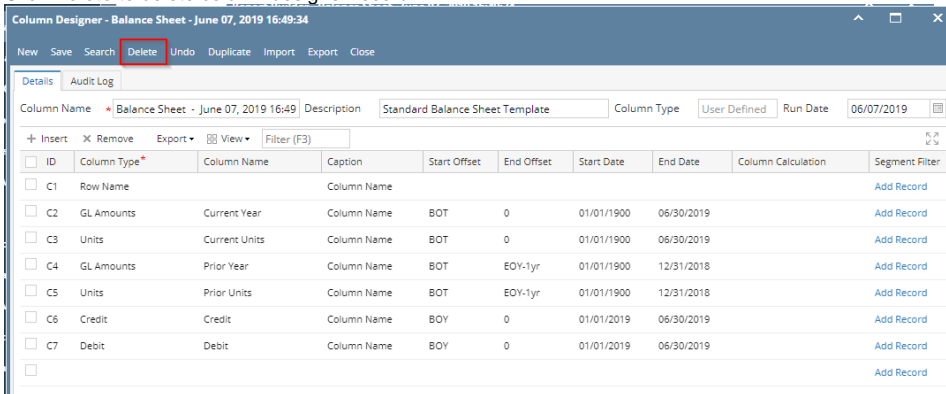 Column Designer - Balance Sheet - June 07, 2019 16:49:34
New Save Search Delete Undo Duplicate Import Export Close
Details Audit Log
Column Name * Balance Sheet - June 07, 2019 16:49 Description Standard Balance Sheet Template Column Type User Defined Run Date 06/07/2019
+ Insert × Remove Export View Filter (F3)
ID Column Type* Column Name Caption Start Offset End Offset Start Date End Date Column Calculation Segment Filter
C1 Row Name Column Name Add Record
C2 GL Amounts Current Year Column Name BOT 0 01/01/1900 06/30/2019 Add Record
C3 Units Current Units Column Name BOT 0 01/01/1900 06/30/2019 Add Record
C4 GL Amounts Prior Year Column Name BOT EOY-1yr 01/01/1900 12/31/2018 Add Record
C5 Units Prior Units Column Name BOT EOY-1yr 01/01/1900 12/31/2018 Add Record
C6 Credit Credit Column Name BOY 0 01/01/2019 06/30/2019 Add Record
C7 Debit Debit Column Name BOY 0 01/01/2019 06/30/2019 Add Record
Add Record